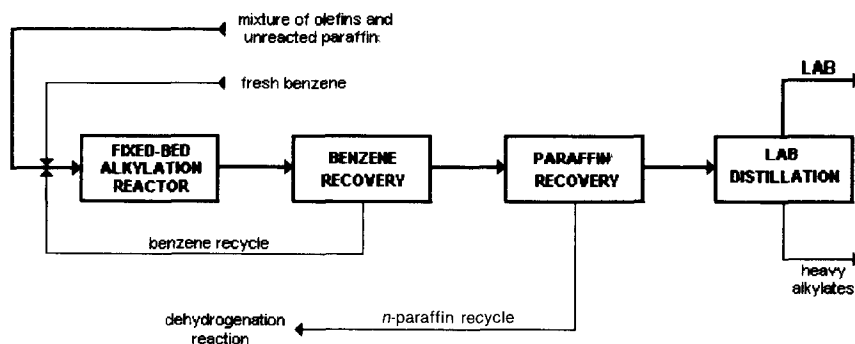 mixture of olefins and
unreacted paraffin
fresh benzene
LAB
FIXED-BED
ALKYLATION
REACTOR
BENZENE
RECOVERY
PARAFFIN
RECOVERY
LAB
DISTILLATION
benzene recycle
heavy
alkylates
n-paraffin recycle
dehydrogenation
reaction